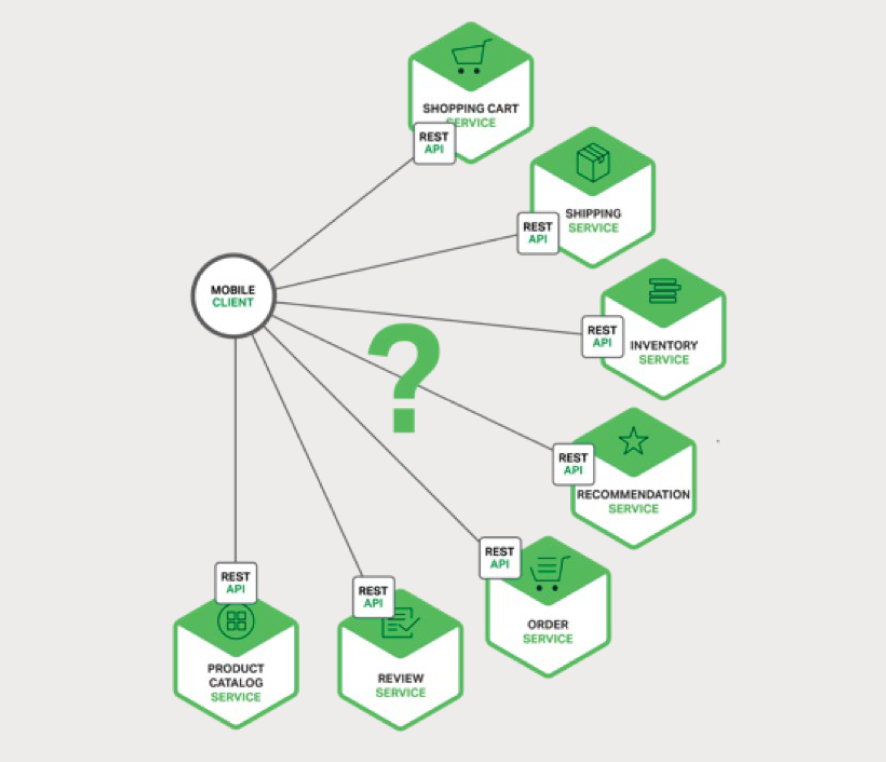 SHOPPING CART
SERVICE
REST
API
SHIPPING
SERVICE
REST
API
MOBILE
CLIENT
REST
API
INVENTORY
SERVICE
?
REST
API
RECOMMENDATION
SERVICE
REST
API
ORDER
SERVICE
REST
API
REVIEW
SERVICE
REST
API
PRODUCT
CATALOG
SERVICE